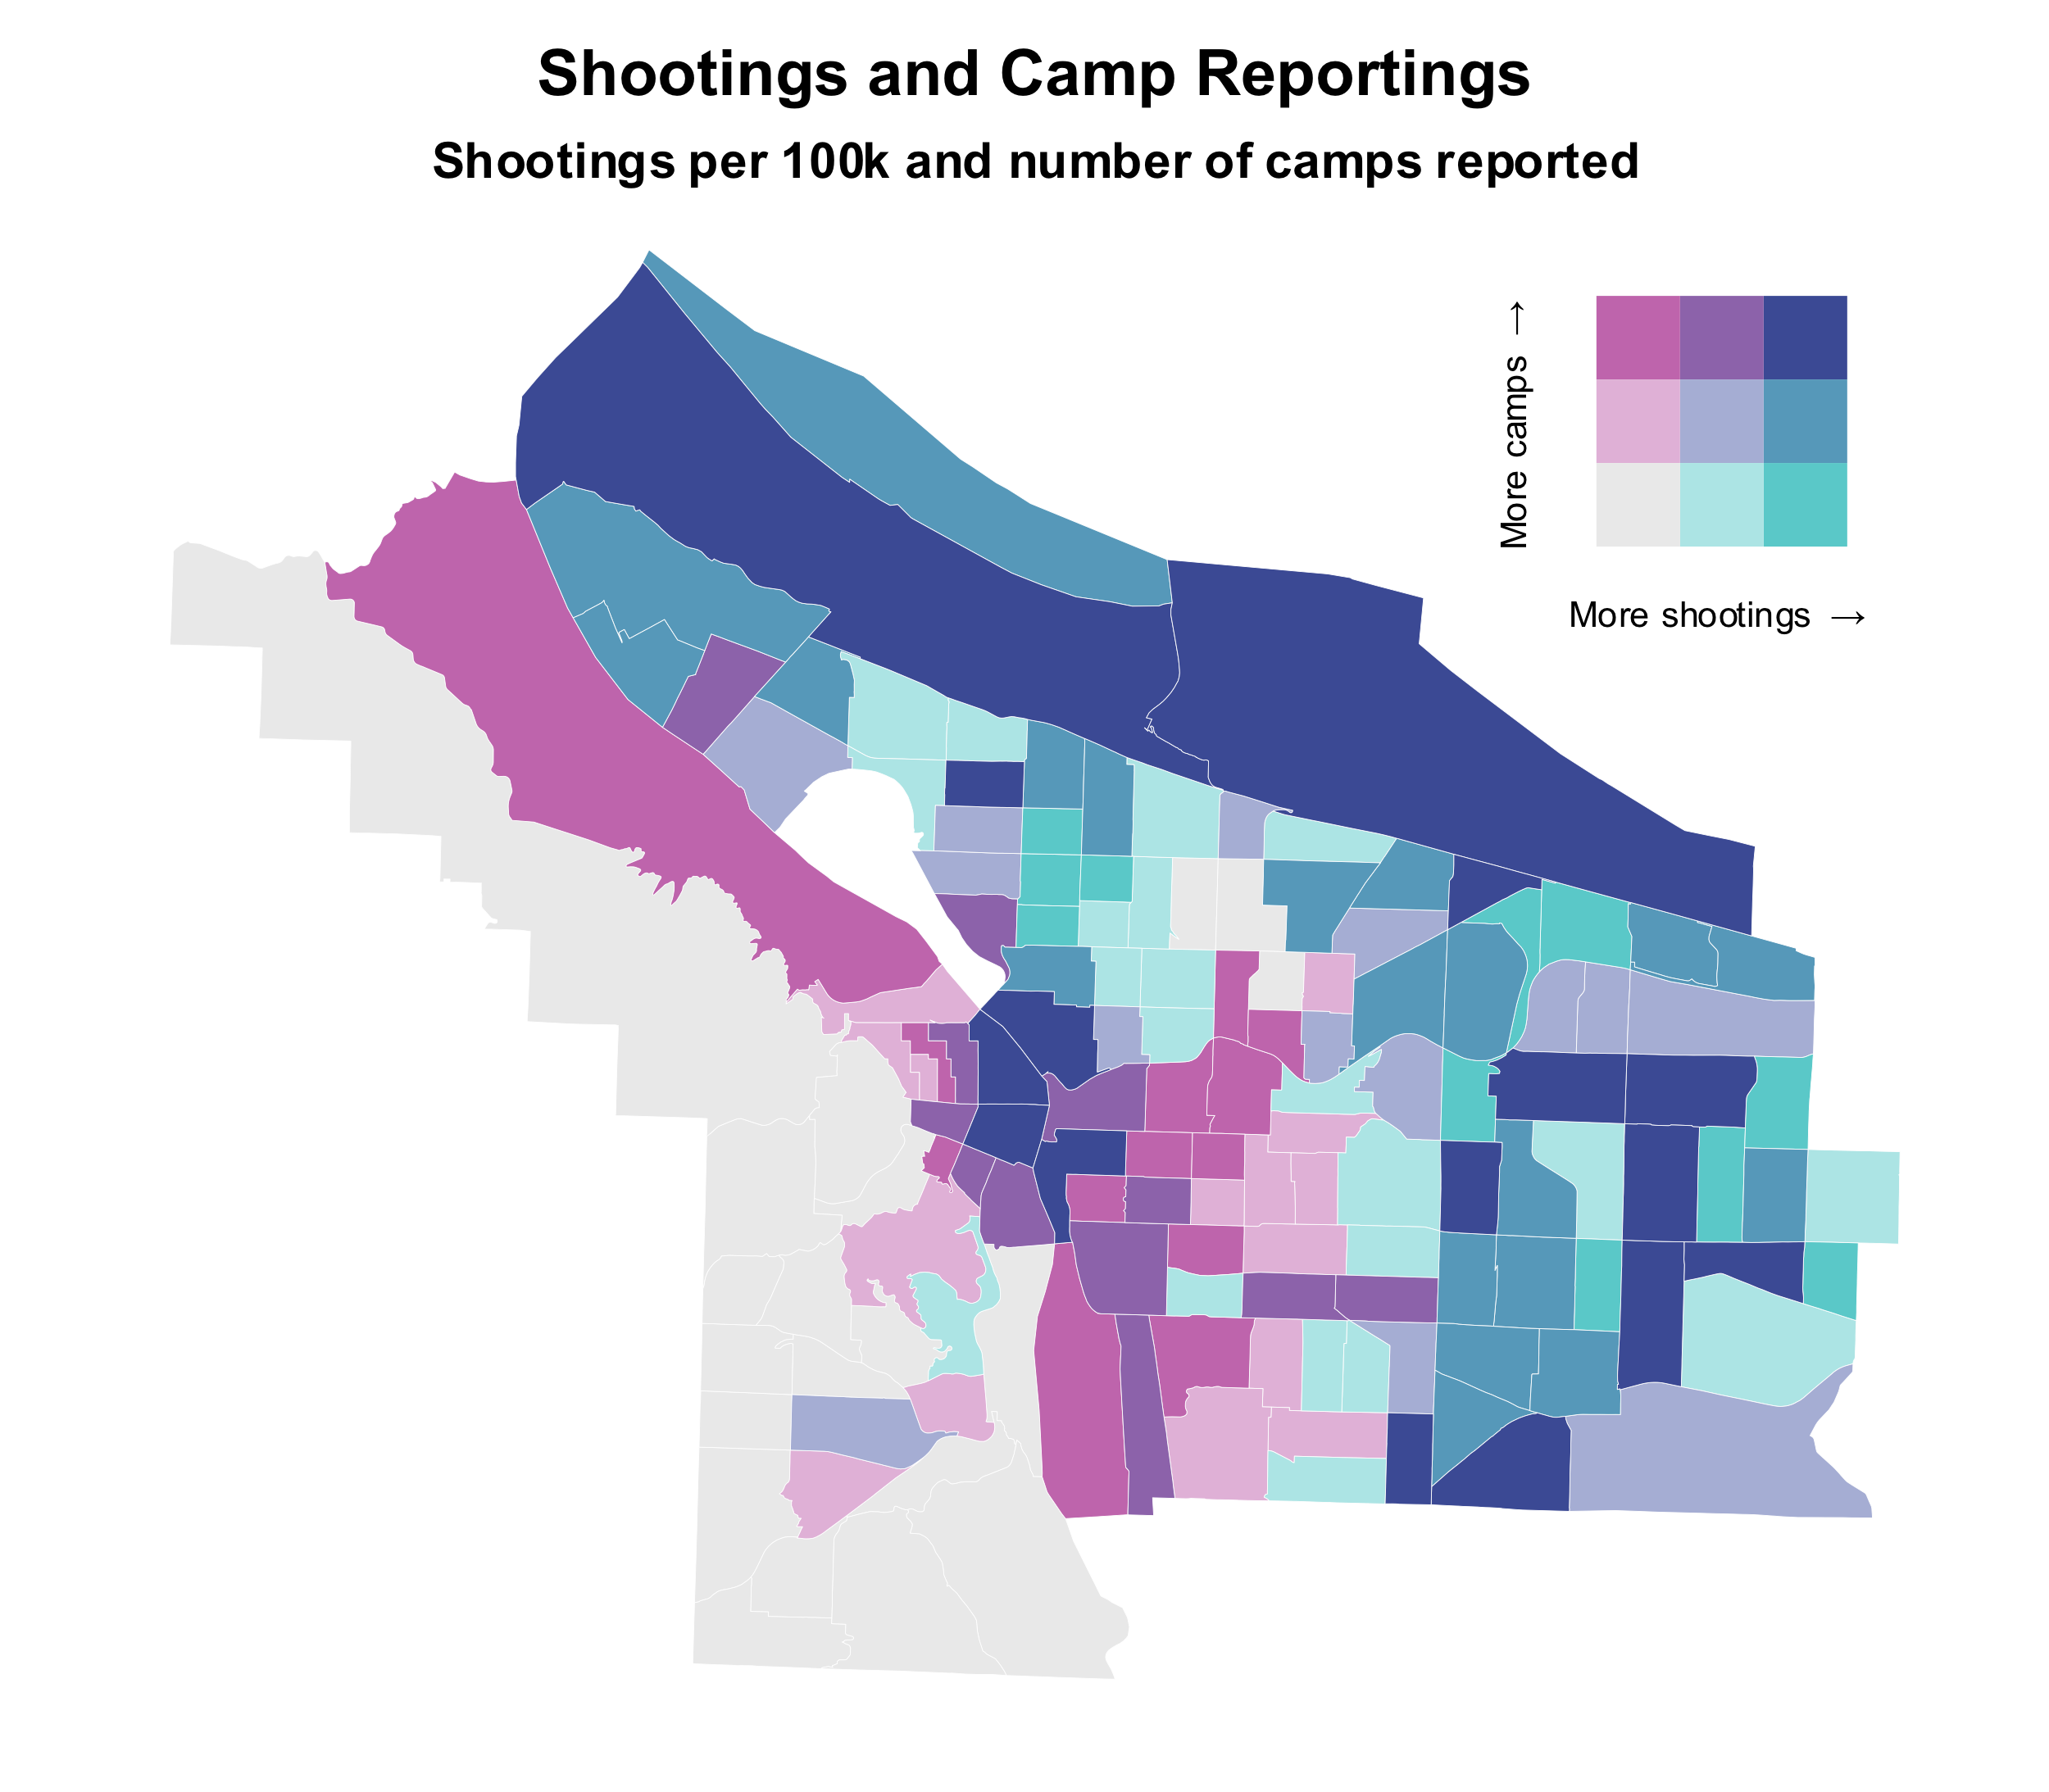 Shootings and Camp Reportings
Shootings per 100k and number of camps reported
More camps →
More shootings →